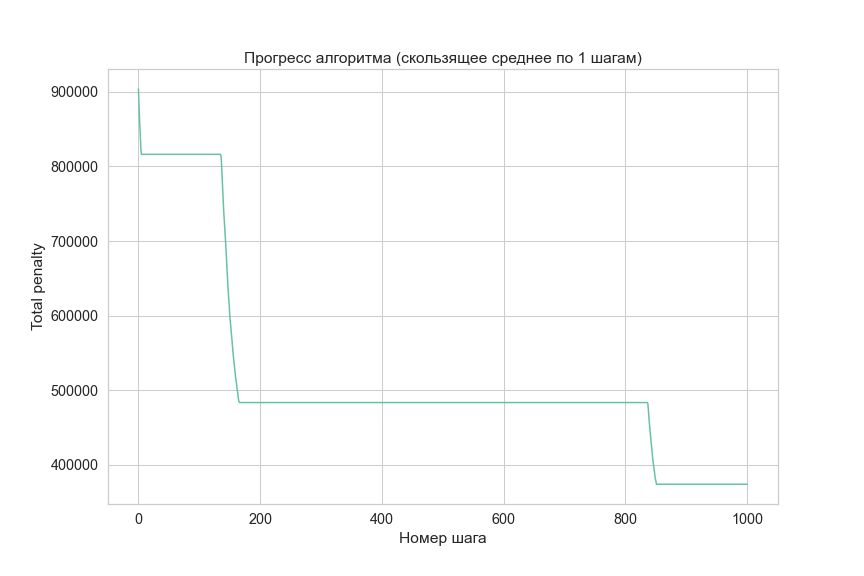 Прогресс алгоритма (скользящее среднее по 1 шагам)
900000
800000
700000
600000
500000
400000
Total penalty
0 200 400 600 800 1000
Номер шага